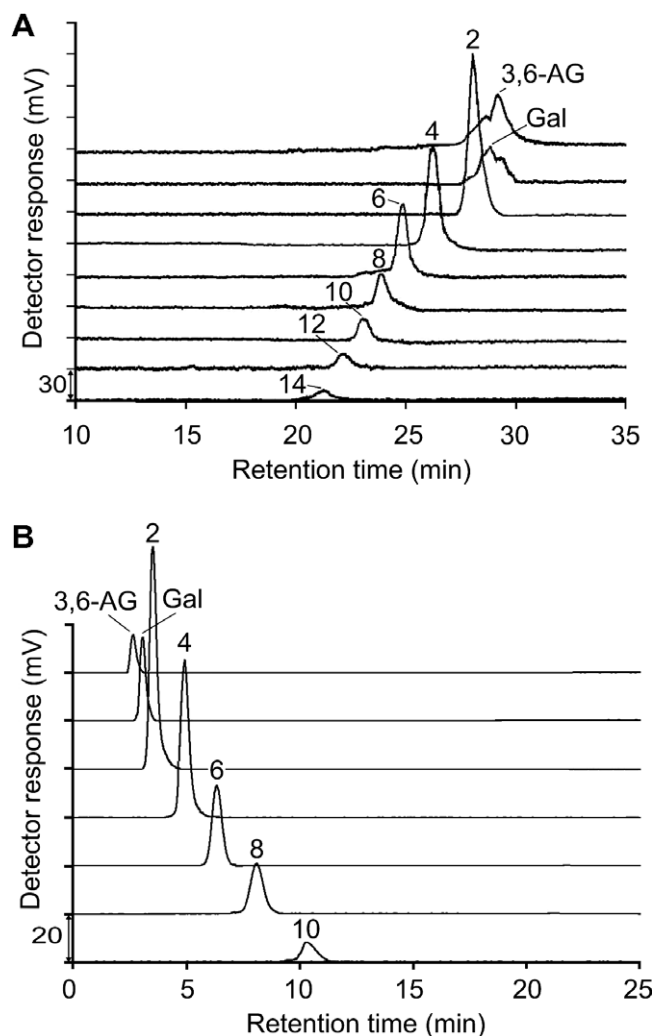 A
2
3,6-AG
Gal
4
6
8
10
12
14
30
Detector response (mV)
10 15 20 25 30 35
Retention time (min)
B
2
3,6-AG Gal
4
6
8
10
20
Detector response (mV)
0 5 10 15 20 25
Retention time (min)